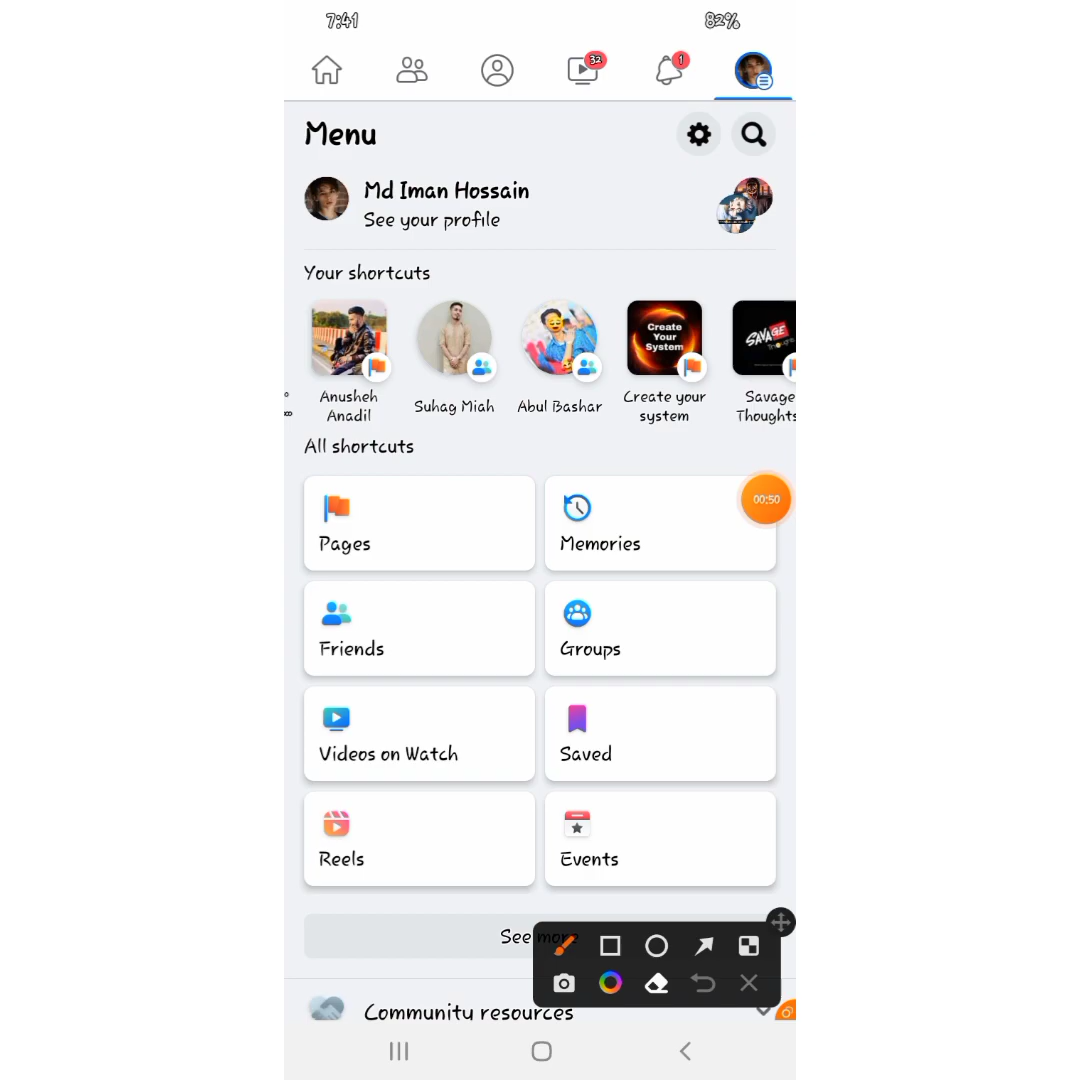 7:41 82%
32 1
Menu
Md Iman Hossain
See your profile
Your shortcuts
Create
Your
System
SAVAGE
Anusheh
Anadil
Suhag Miah
Abul Bashar
Create your
system
Savage
Thoughts
All shortcuts
00:50
Pages
Memories
Friends
Groups
Videos on Watch
Saved
Reels
Events
See more
Community resources